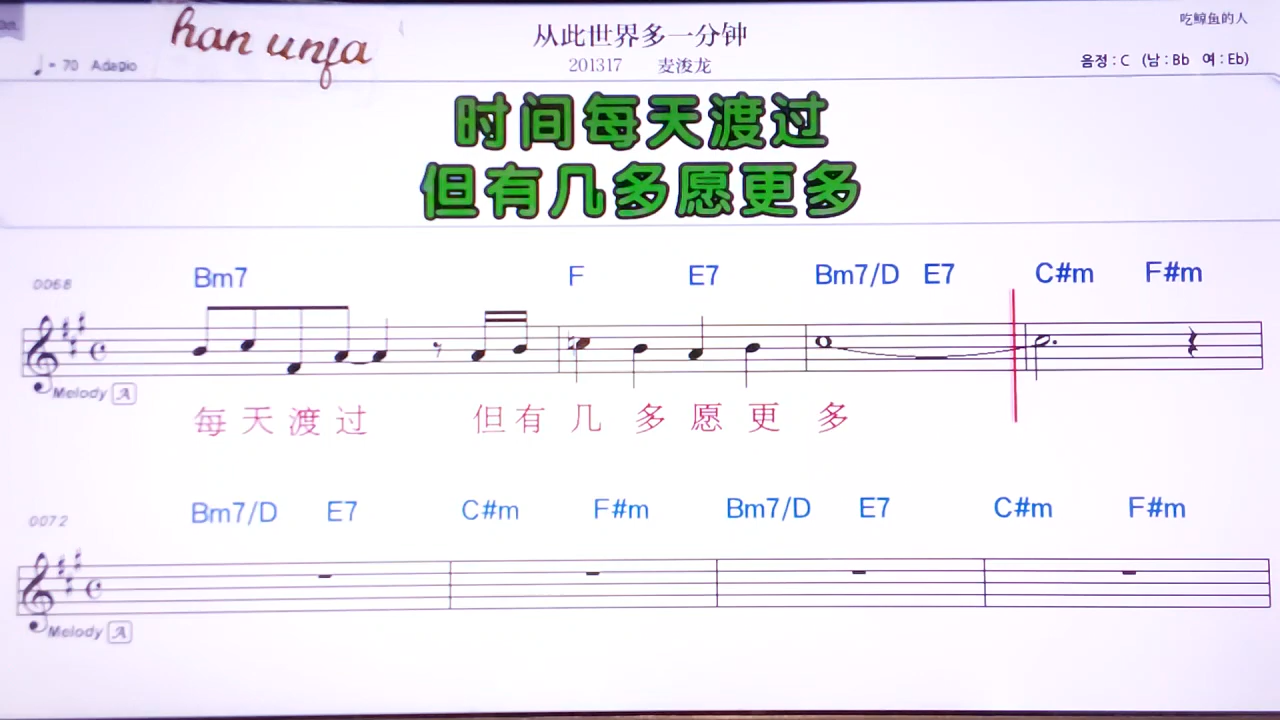 han unfa
从此世界多一分钟
吃鲸鱼的人
♩= 70 Adagio
201317 麦浚龙
음정 : C (남 : Bb 여 : Eb)
时间每天渡过
但有几多愿更多
0068 Bm7 F E7 Bm7/D E7 C#m F#m
Melody A
每天渡过 但有几多愿更多
0072 Bm7/D E7 C#m F#m Bm7/D E7 C#m F#m
Melody A